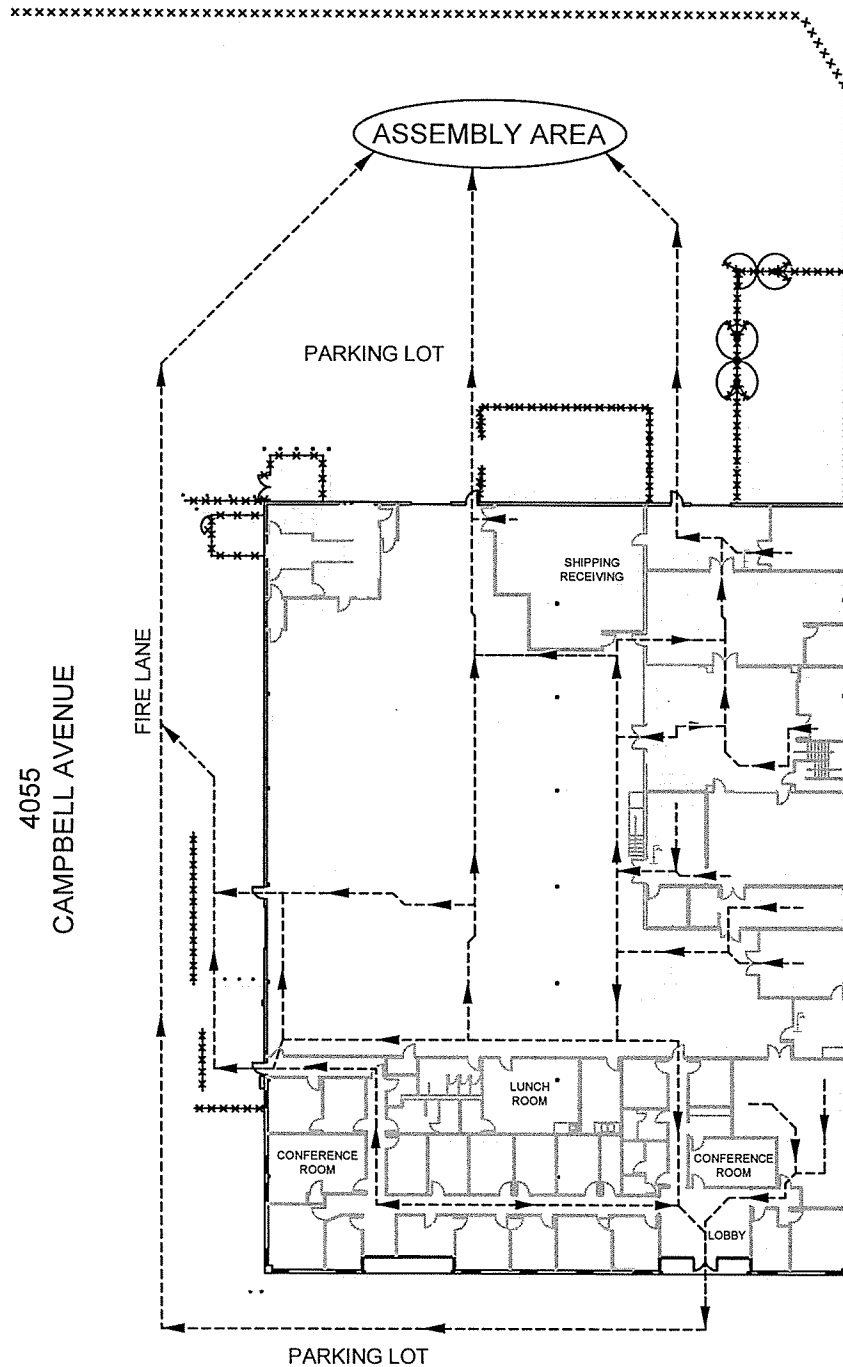 ASSEMBLY AREA
PARKING LOT
SHIPPING
RECEIVING
FIRE LANE
4055
CAMPBELL AVENUE
LUNCH
ROOM
CONFERENCE
ROOM
CONFERENCE
ROOM
LOBBY
PARKING LOT